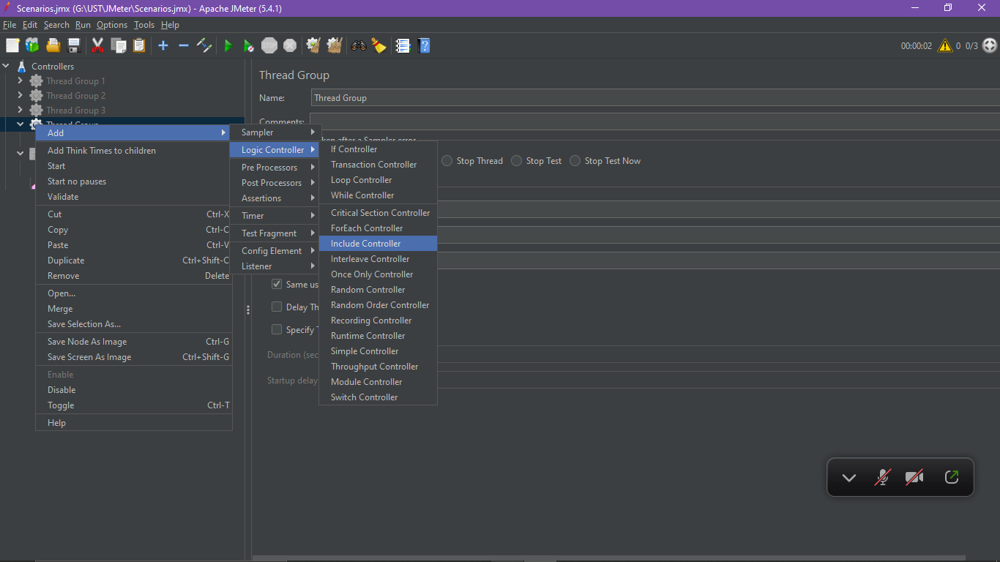 Scenarios.jmx (G:\UST\JMeter\Scenarios.jmx) - Apache JMeter (5.4.1)
File Edit Search Run Options Tools Help
STOP
00:00:02 0 0/3
Controllers
Thread Group 1
Thread Group 2
Thread Group 3
Thread Group
Add
Add Think Times to children
Start
Start no pauses
Validate
Cut Ctrl-X
Copy Ctrl-C
Paste Ctrl-V
Duplicate Ctrl+Shift-C
Remove Delete
Open...
Merge
Save Selection As...
Save Node As Image Ctrl-G
Save Screen As Image Ctrl+Shift-G
Enable
Disable
Toggle Ctrl-T
Help
Sampler
Logic Controller
Pre Processors
Post Processors
Assertions
Timer
Test Fragment
Config Element
Listener
If Controller
Transaction Controller
Loop Controller
While Controller
Critical Section Controller
ForEach Controller
Include Controller
Interleave Controller
Once Only Controller
Random Controller
Random Order Controller
Recording Controller
Runtime Controller
Simple Controller
Throughput Controller
Module Controller
Switch Controller
Thread Group
Name: Thread Group
Comments:
ken after a Sampler error
Stop Thread Stop Test Stop Test Now
Same us
Delay Th
Specify T
Duration (sec
Startup delay